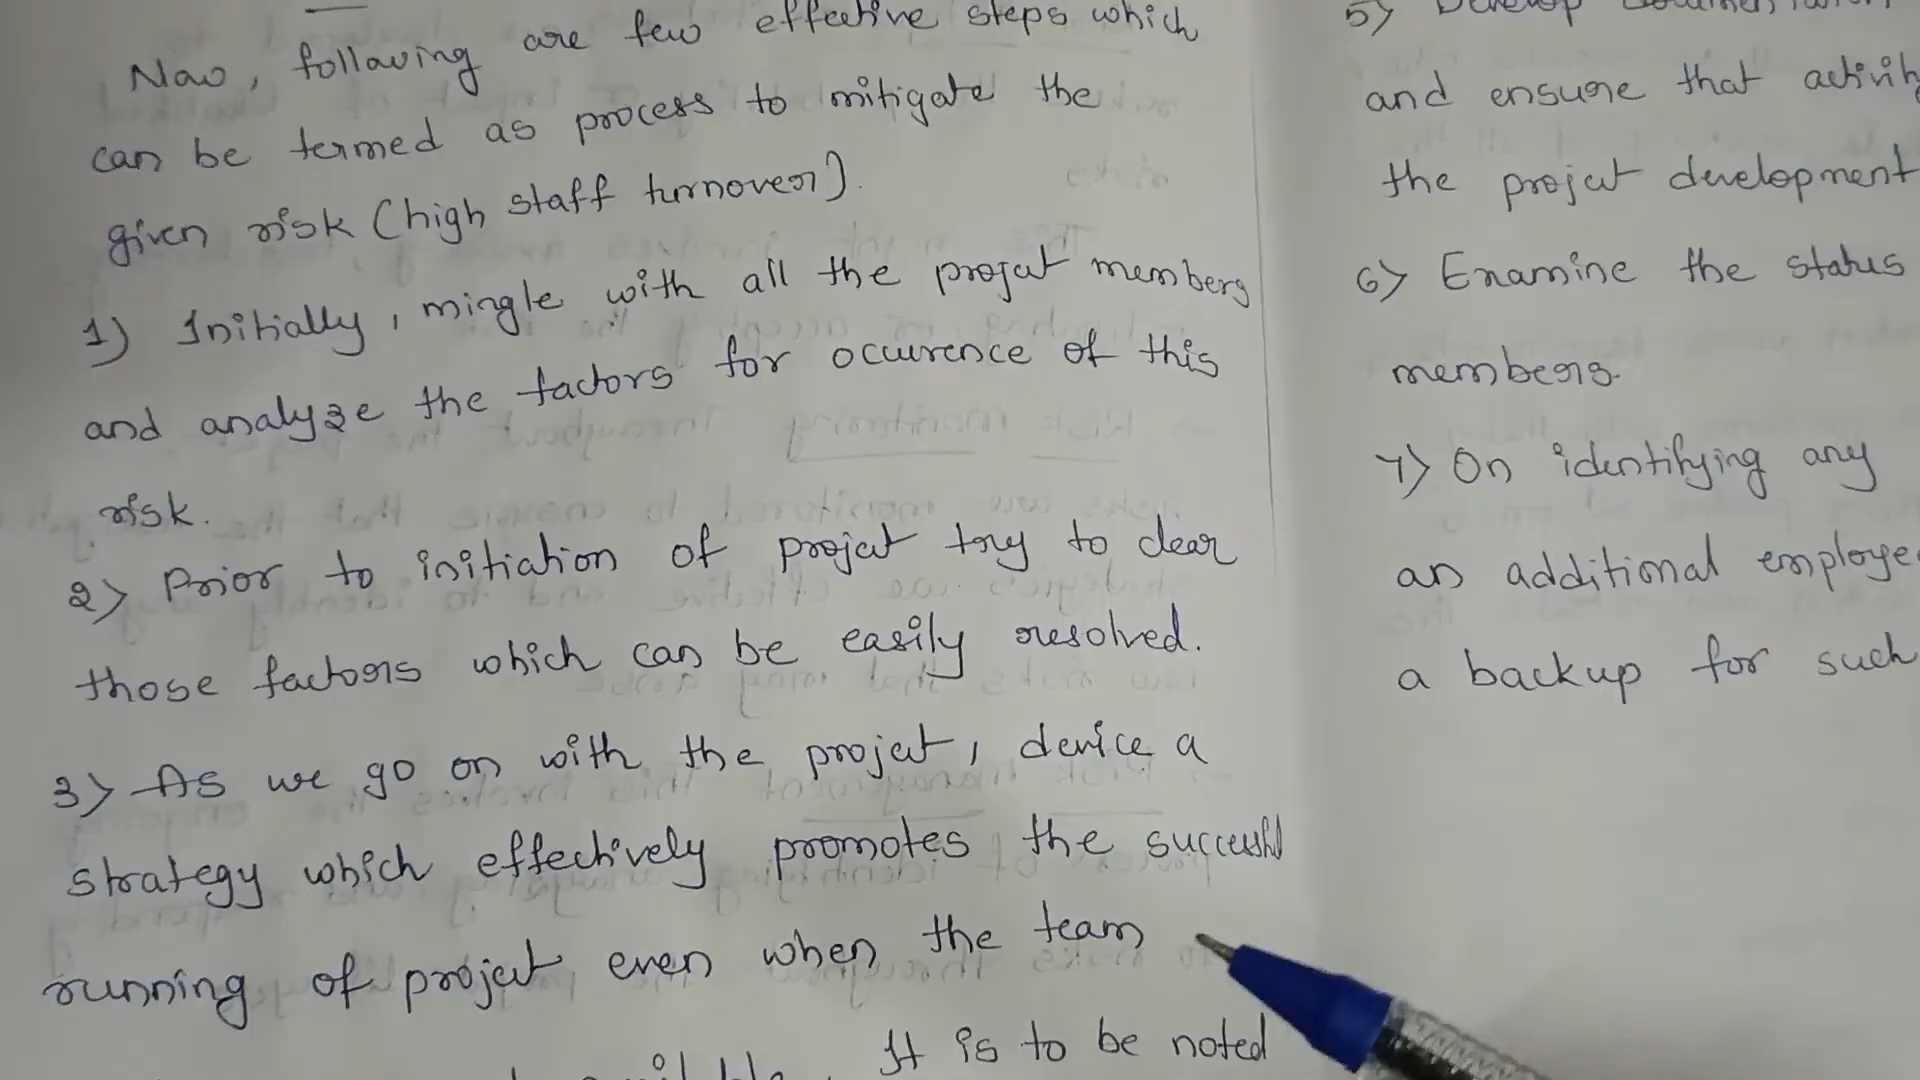 Now, following are few effective steps which
can be termed as process to mitigate the
given risk (high staff turnover).
1) Initially, mingle with all the project members
and analyze the factors for occurence of this
risk.
2) Prior to initiation of project try to clear
those factors which can be easily resolved.
3) As we go on with the project, device a
strategy which effectively promotes the successful
running of project even when the team
It is to be noted
5) Develop
and ensure that
the project development
6) Examine the status
members.
7) On identifying any
an additional
a backup for such